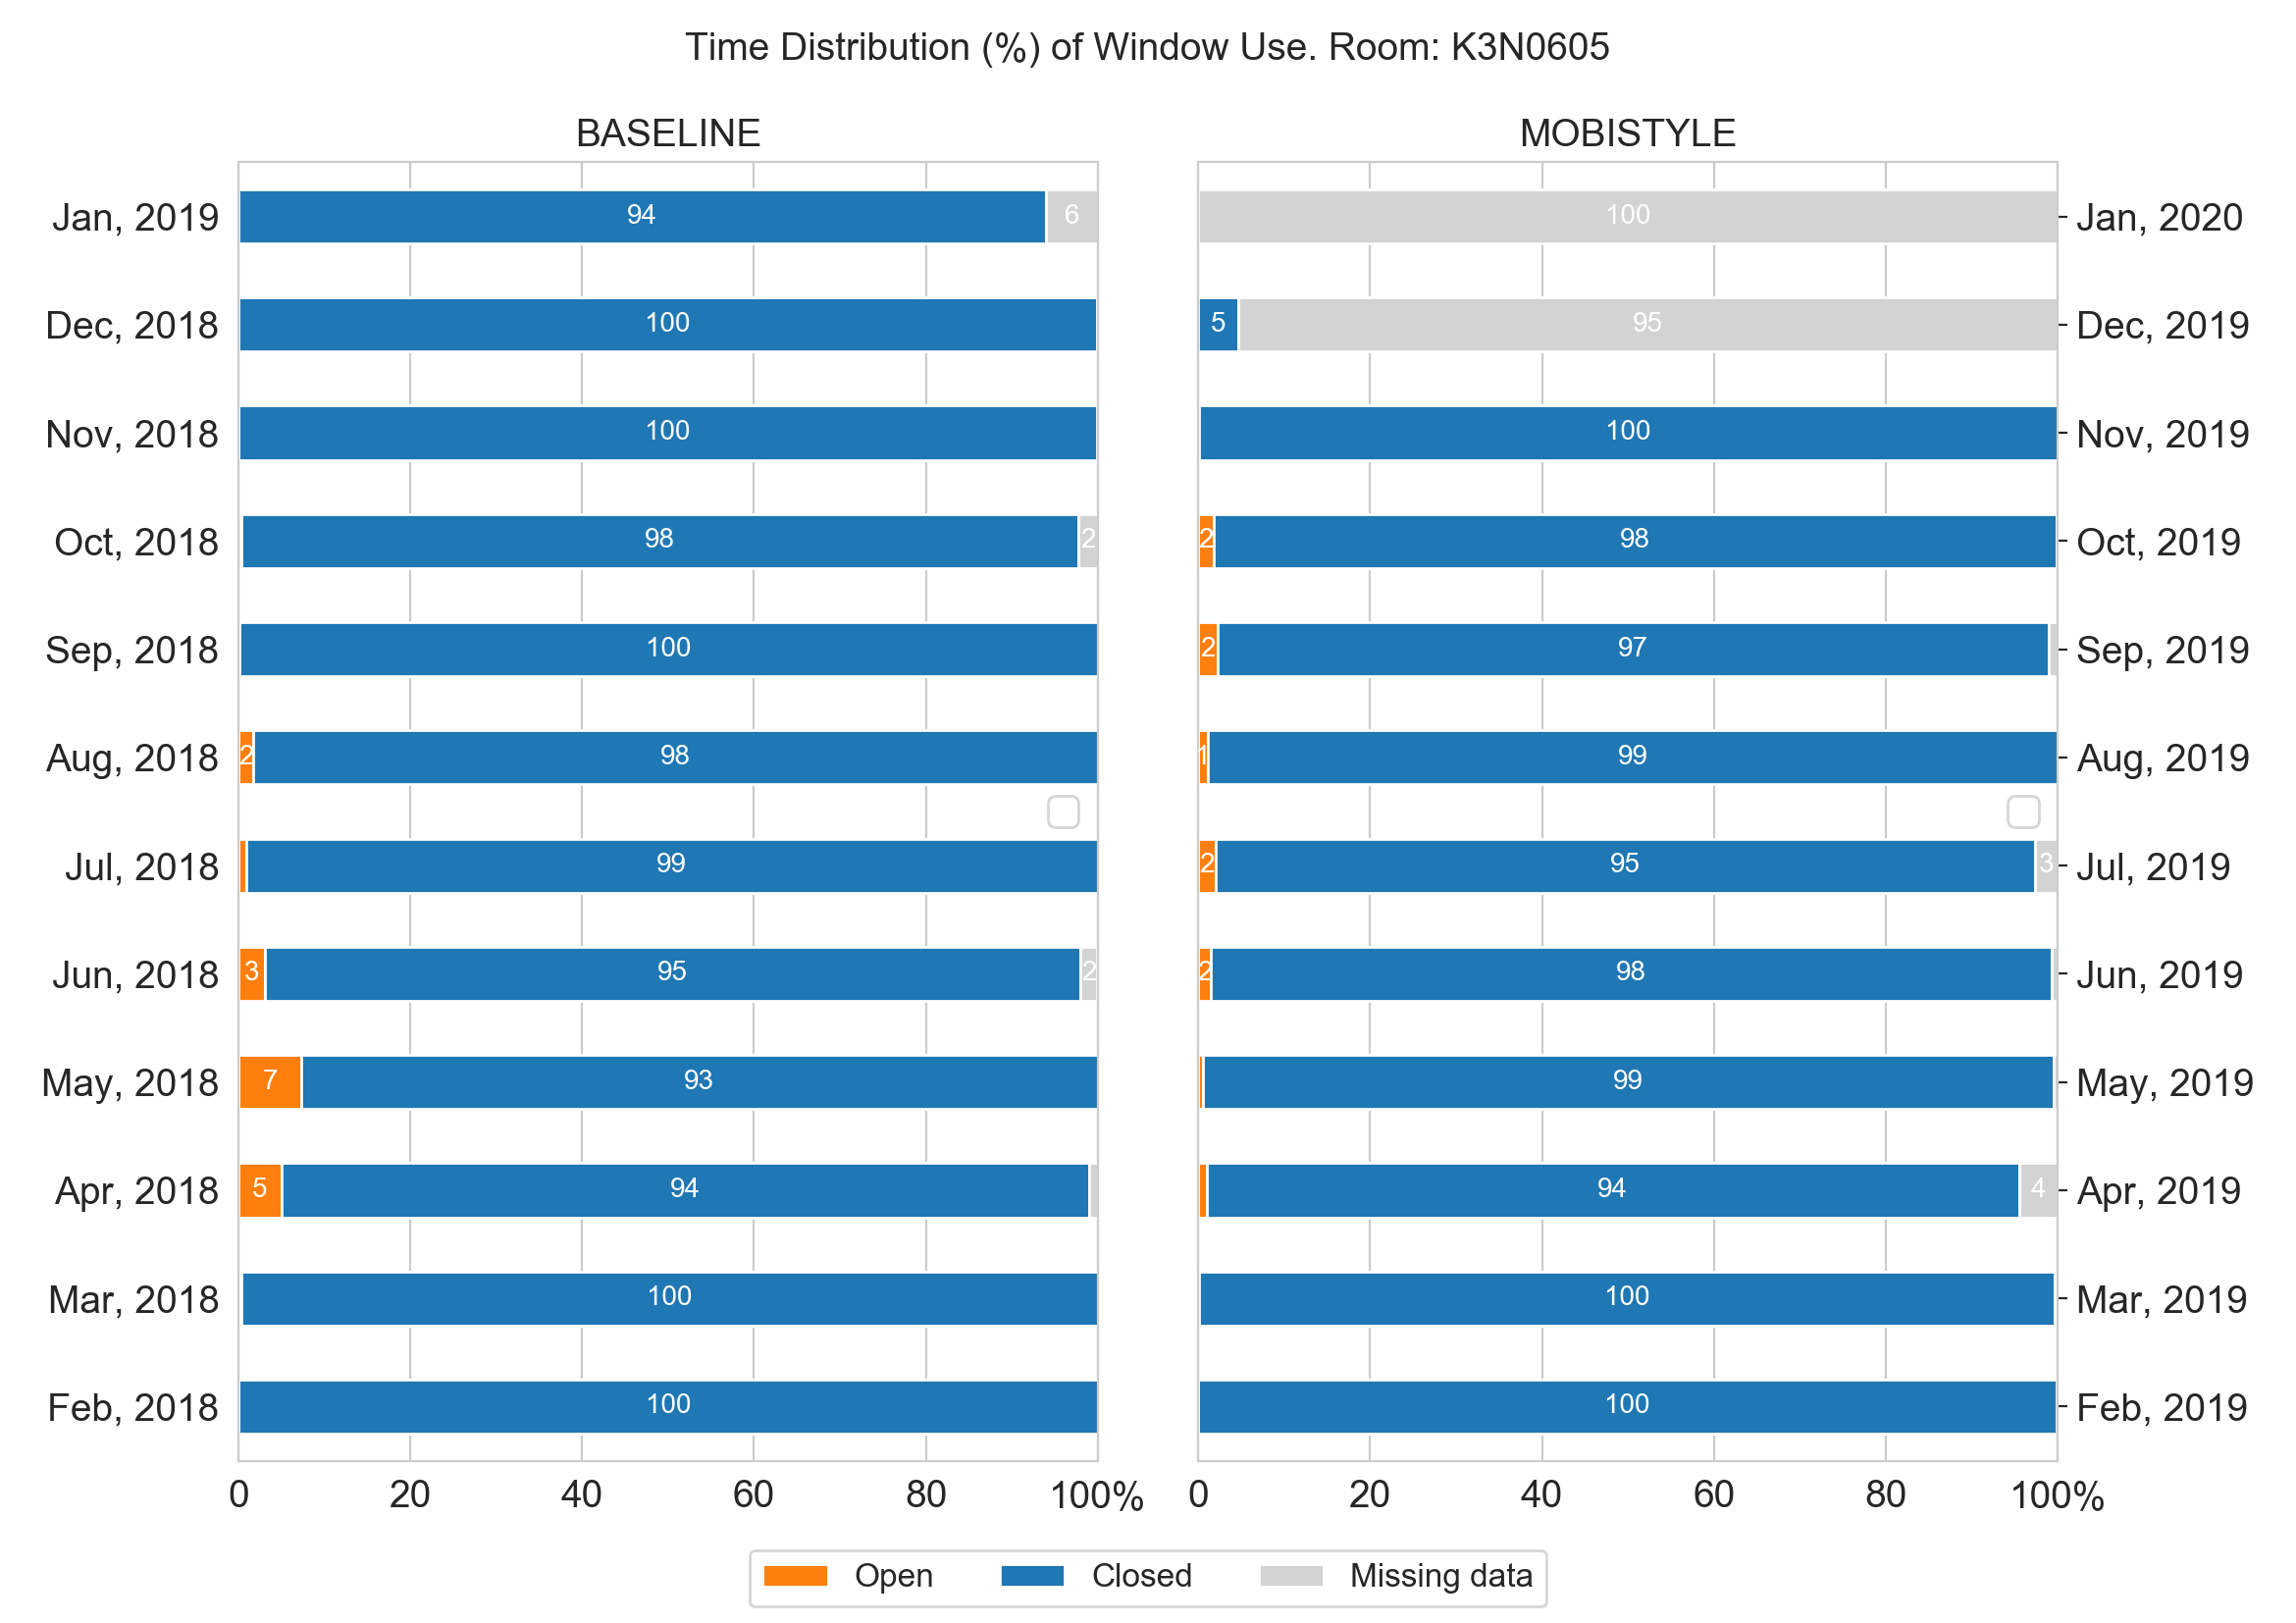 Time Distribution (%) of Window Use. Room: K3N0605
BASELINE
MOBISTYLE
Jan, 2019 94 6 100 Jan, 2020
Dec, 2018 100 5 95 Dec, 2019
Nov, 2018 100 100 Nov, 2019
Oct, 2018 98 2 2 98 Oct, 2019
Sep, 2018 100 2 97 Sep, 2019
Aug, 2018 2 98 1 99 Aug, 2019
Jul, 2018 99 2 95 3 Jul, 2019
Jun, 2018 3 95 2 2 98 Jun, 2019
May, 2018 7 93 99 May, 2019
Apr, 2018 5 94 94 4 Apr, 2019
Mar, 2018 100 100 Mar, 2019
Feb, 2018 100 100 Feb, 2019
0 20 40 60 80 100% 0 20 40 60 80 100%
Open Closed Missing data